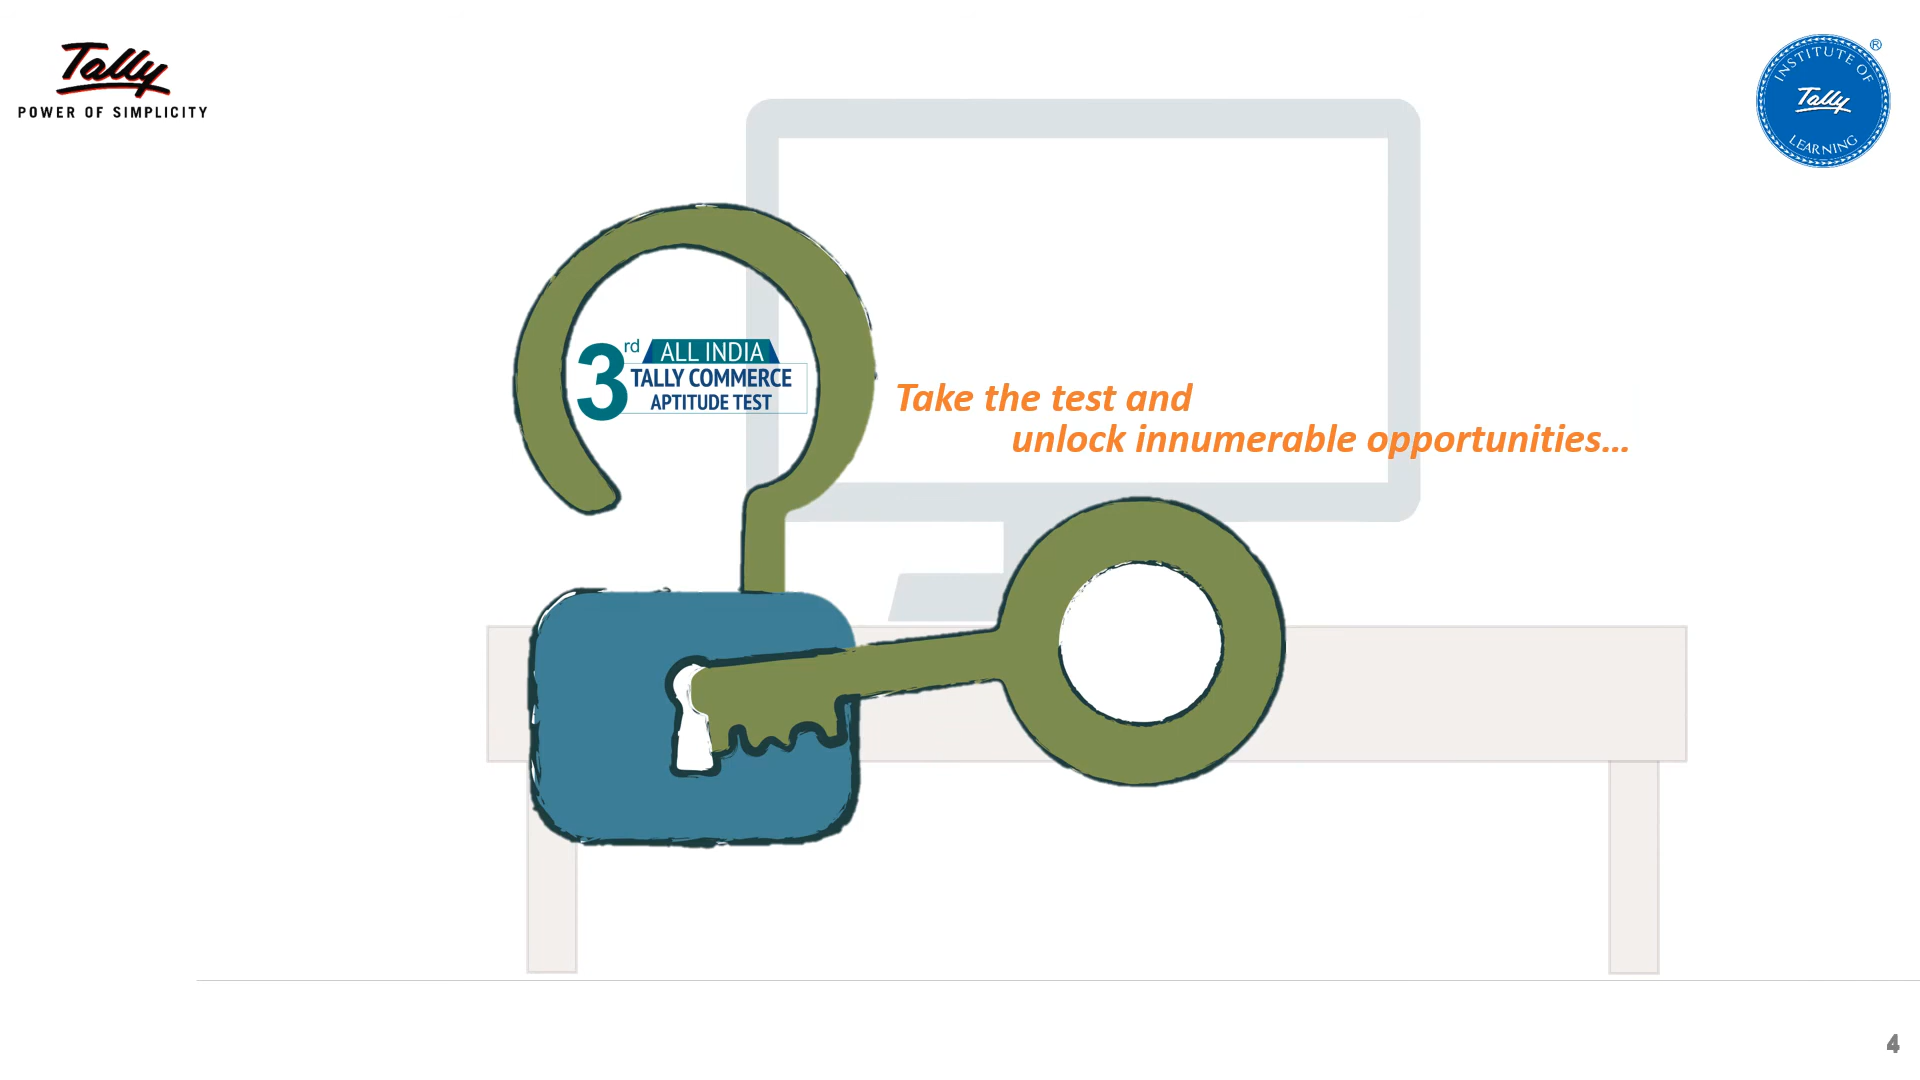 Tally
POWER OF SIMPLICITY
INSTITUTE OF
Tally
LEARNING
®
3rd ALL INDIA
TALLY COMMERCE
APTITUDE TEST
Take the test and
unlock innumerable opportunities...
4